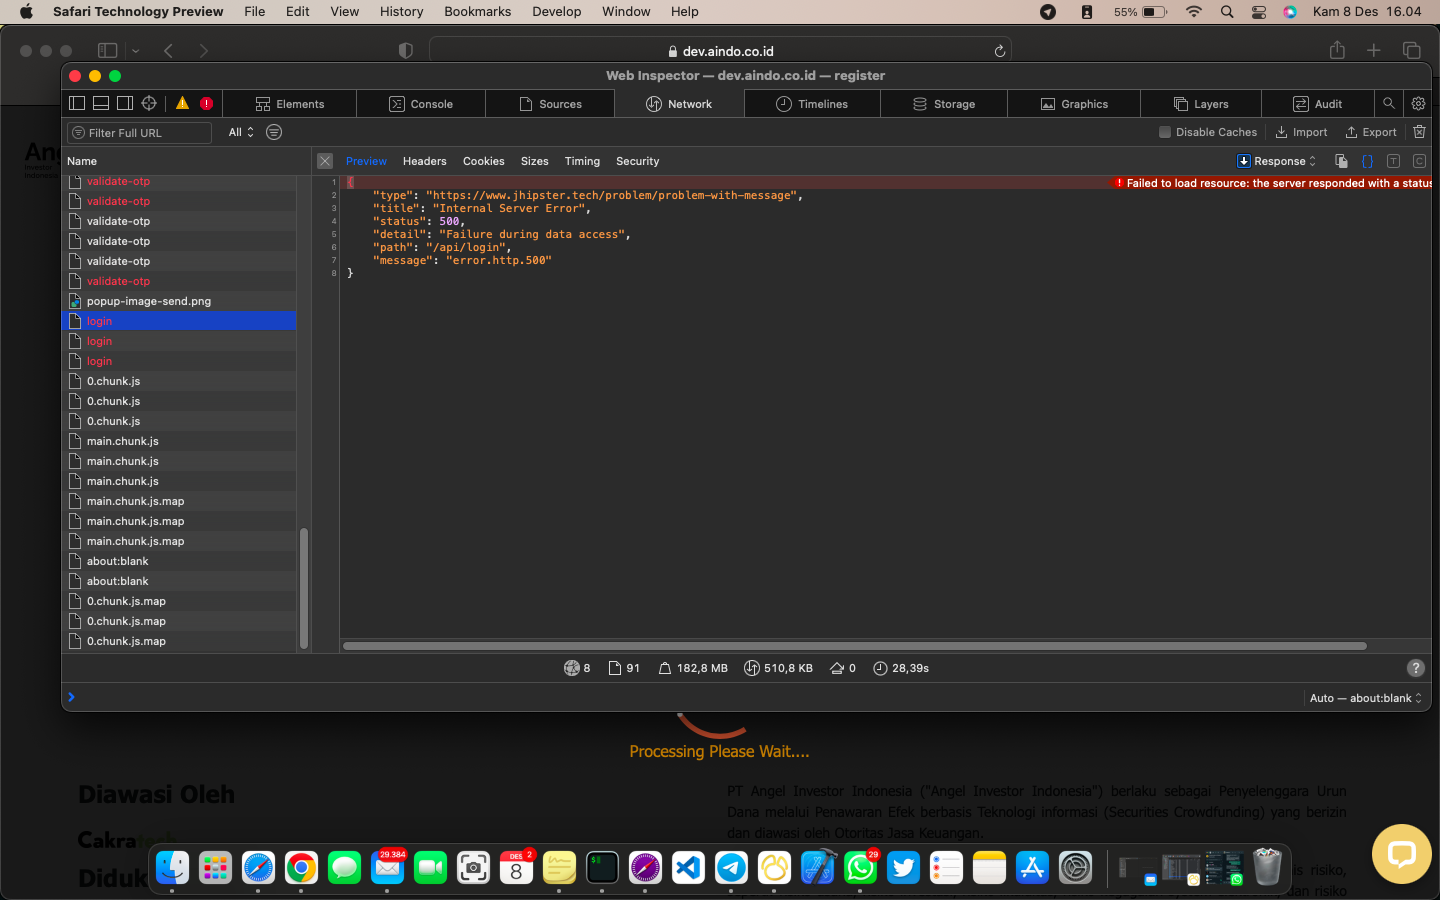 Safari Technology Preview File Edit View History Bookmarks Develop Window Help 55% Kam 8 Des 16.04
dev.aindo.co.id
Web Inspector — dev.aindo.co.id — register
Elements Console Sources Network Timelines Storage Graphics Layers Audit
Filter Full URL All Disable Caches Import Export
Name Preview Headers Cookies Sizes Timing Security Response
validate-otp
validate-otp
validate-otp
validate-otp
validate-otp
validate-otp
popup-image-send.png
login
login
login
0.chunk.js
0.chunk.js
0.chunk.js
main.chunk.js
main.chunk.js
main.chunk.js
main.chunk.js.map
main.chunk.js.map
main.chunk.js.map
about:blank
about:blank
0.chunk.js.map
0.chunk.js.map
0.chunk.js.map
1 { Failed to load resource: the server responded with a status
2 "type": "https://www.jhipster.tech/problem/problem-with-message",
3 "title": "Internal Server Error",
4 "status": 500,
5 "detail": "Failure during data access",
6 "path": "/api/login",
7 "message": "error.http.500"
8 }
8 91 182,8 MB 510,8 KB 0 28,39s
Auto — about:blank
Processing Please Wait....
Diawasi Oleh
Cakratech
PT Angel Investor Indonesia ("Angel Investor Indonesia") berlaku sebagai Penyelenggara Urun
Dana melalui Penawaran Efek berbasis Teknologi informasi (Securities Crowdfunding) yang berizin
dan diawasi oleh Otoritas Jasa Keuangan.
risiko,
dan risiko
29.384
DES 2
8
29